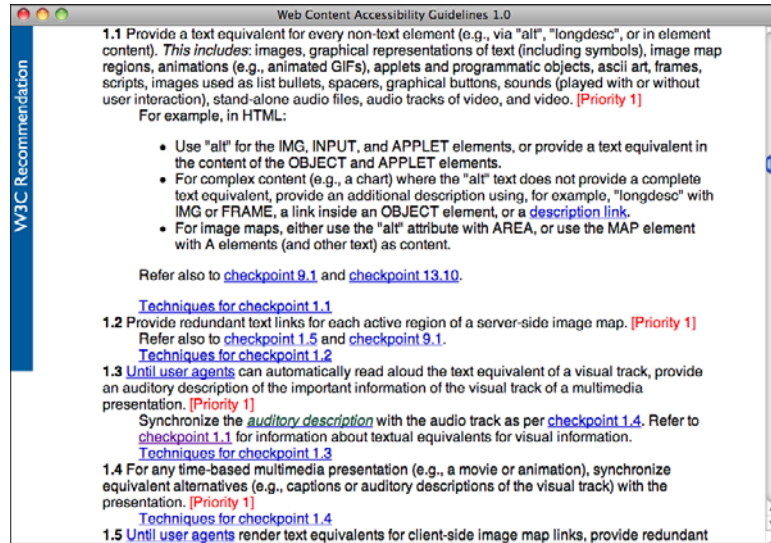 Web Content Accessibility Guidelines 1.0
W3C Recommendation
1.1 Provide a text equivalent for every non-text element (e.g., via "alt", "longdesc", or in element
content). This includes: images, graphical representations of text (including symbols), image map
regions, animations (e.g., animated GIFs), applets and programmatic objects, ascii art, frames,
scripts, images used as list bullets, spacers, graphical buttons, sounds (played with or without
user interaction), stand-alone audio files, audio tracks of video, and video. [Priority 1]
For example, in HTML:
• Use "alt" for the IMG, INPUT, and APPLET elements, or provide a text equivalent in
the content of the OBJECT and APPLET elements.
• For complex content (e.g., a chart) where the "alt" text does not provide a complete
text equivalent, provide an additional description using, for example, "longdesc" with
IMG or FRAME, a link inside an OBJECT element, or a description link.
• For image maps, either use the "alt" attribute with AREA, or use the MAP element
with A elements (and other text) as content.
Refer also to checkpoint 9.1 and checkpoint 13.10.
Techniques for checkpoint 1.1
1.2 Provide redundant text links for each active region of a server-side image map. [Priority 1]
Refer also to checkpoint 1.5 and checkpoint 9.1.
Techniques for checkpoint 1.2
1.3 Until user agents can automatically read aloud the text equivalent of a visual track, provide
an auditory description of the important information of the visual track of a multimedia
presentation. [Priority 1]
Synchronize the auditory description with the audio track as per checkpoint 1.4. Refer to
checkpoint 1.1 for information about textual equivalents for visual information.
Techniques for checkpoint 1.3
1.4 For any time-based multimedia presentation (e.g., a movie or animation), synchronize
equivalent alternatives (e.g., captions or auditory descriptions of the visual track) with the
presentation. [Priority 1]
Techniques for checkpoint 1.4
1.5 Until user agents render text equivalents for client-side image map links, provide redundant